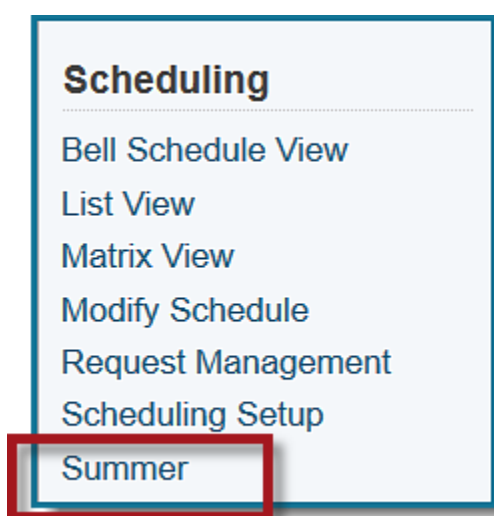 Scheduling
Bell Schedule View
List View
Matrix View
Modify Schedule
Request Management
Scheduling Setup
Summer